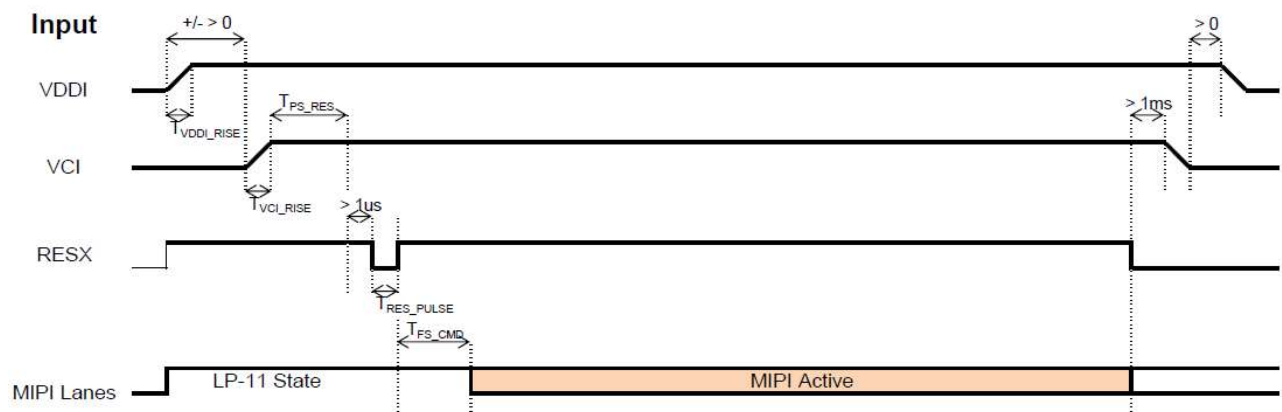 Input
+/- > 0
> 0
VDDI
T_VDDI_RISE
T_PS_RES
> 1ms
VCI
T_VCI_RISE
> 1us
RESX
T_RES_PULSE
T_FS_CMD
MIPI Lanes
LP-11 State
MIPI Active